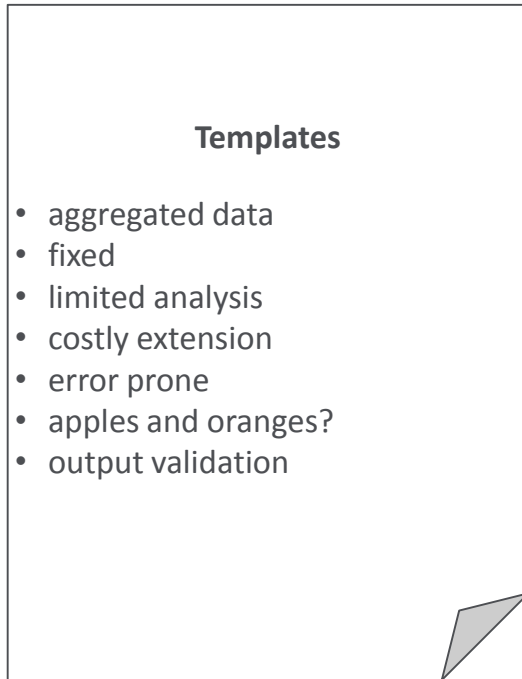 Templates
• aggregated data
• fixed
• limited analysis
• costly extension
• error prone
• apples and oranges?
• output validation